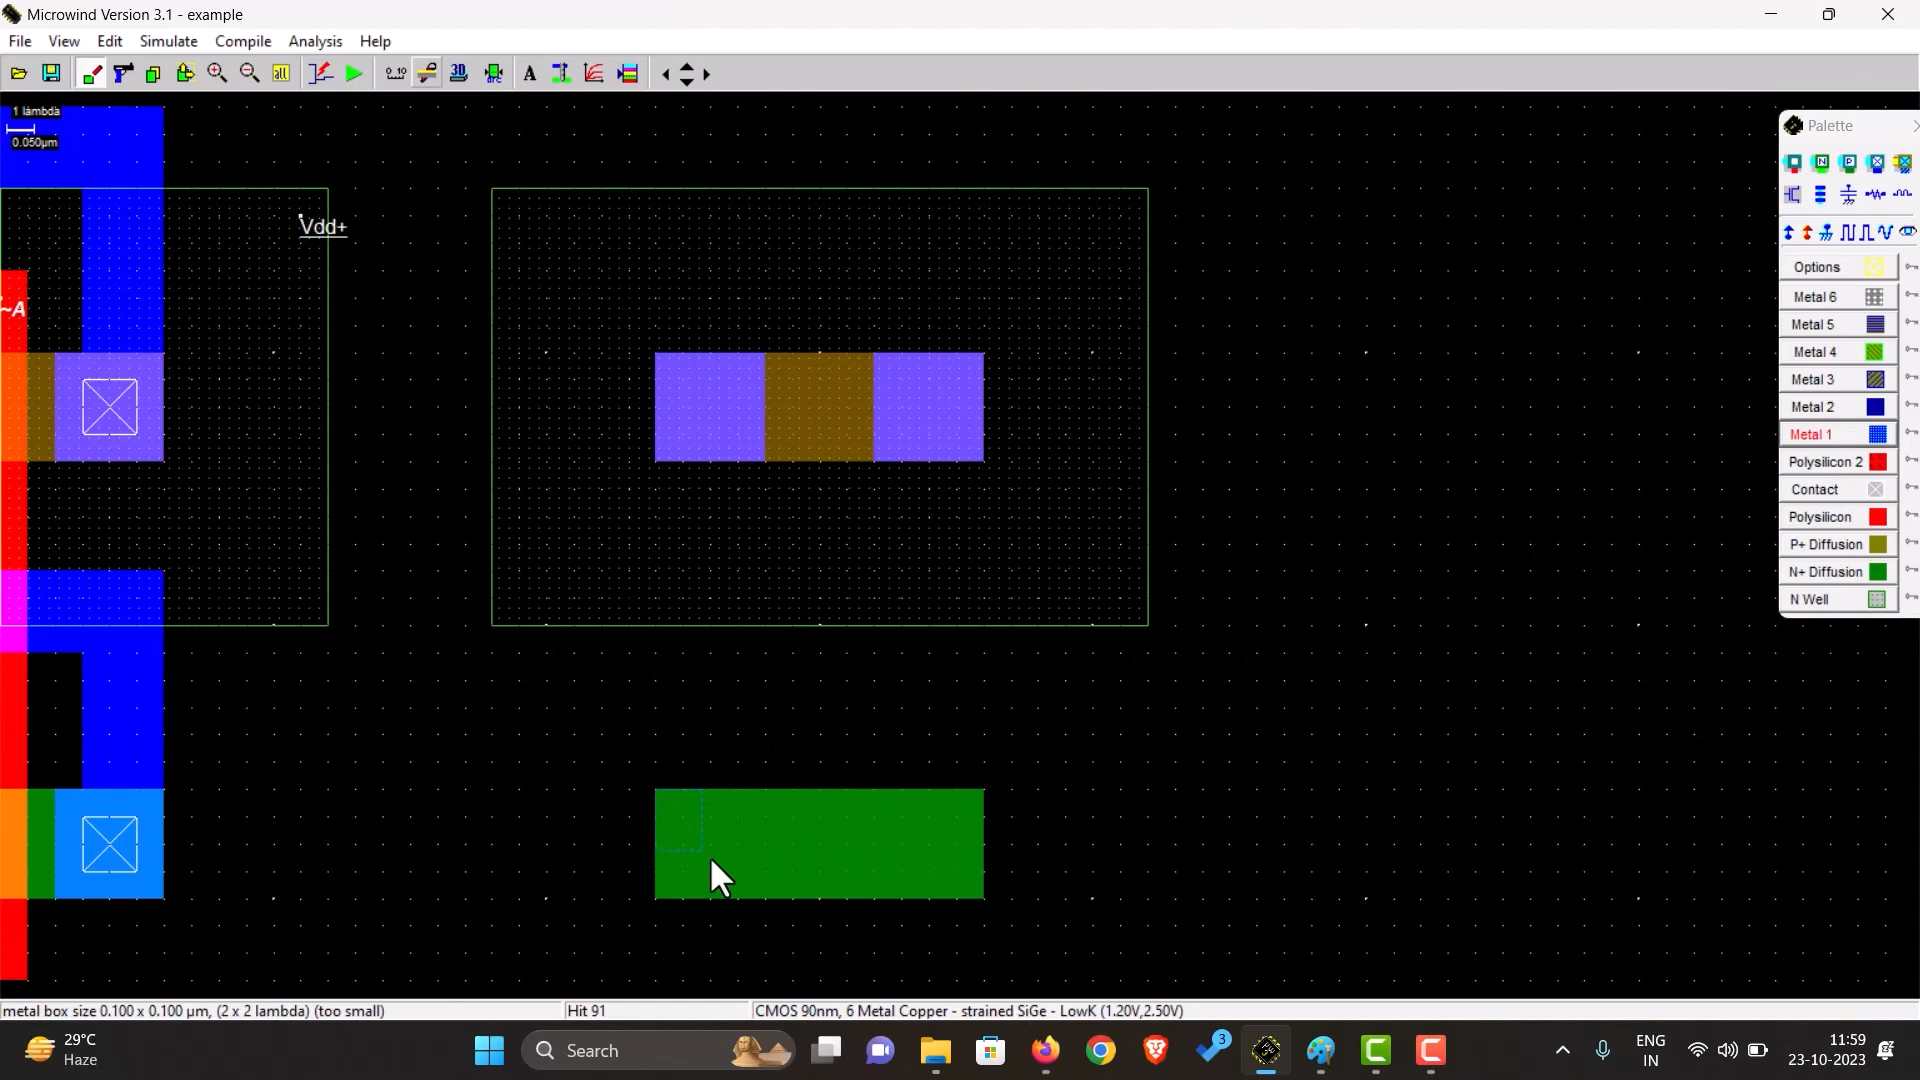 Microwind Version 3.1 - example
File View Edit Simulate Compile Analysis Help
1 lambda
0.050µm
Vdd+
~A
Palette
Options
Metal 6
Metal 5
Metal 4
Metal 3
Metal 2
Metal 1
Polysilicon 2
Contact
Polysilicon
P+ Diffusion
N+ Diffusion
N Well
metal box size 0.100 x 0.100 µm, (2 x 2 lambda) (too small)
Hit 91
CMOS 90nm, 6 Metal Copper - strained SiGe - LowK (1.20V,2.50V)
29°C
Haze
Search
3
ENG
IN
11:59
23-10-2023